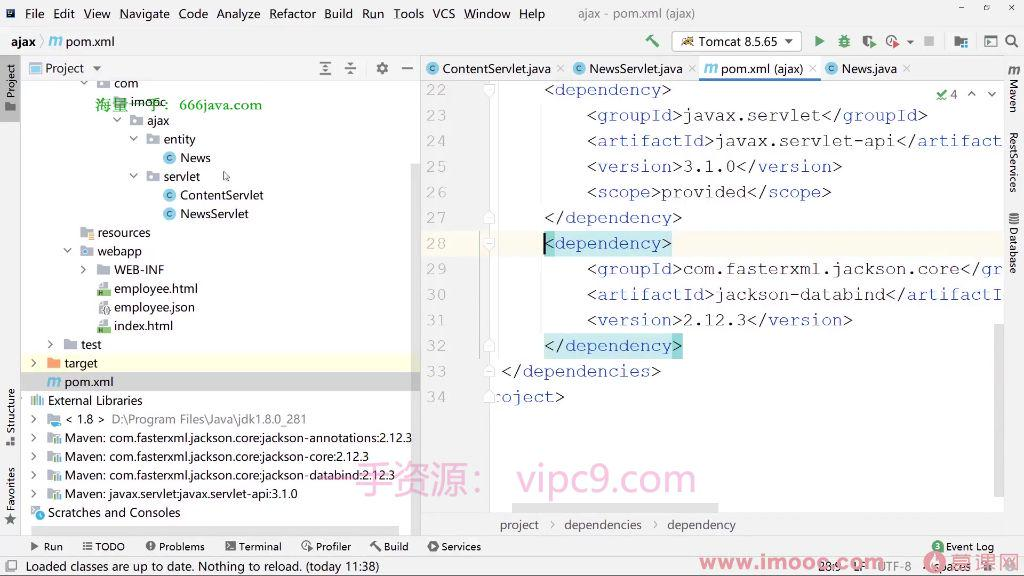 File Edit View Navigate Code Analyze Refactor Build Run Tools VCS Window Help ajax - pom.xml (ajax)
ajax pom.xml Tomcat 8.5.65
Project
ContentServlet.java NewsServlet.java pom.xml (ajax) News.java
com
海量 666java.com
ajax
entity
News
servlet
ContentServlet
NewsServlet
resources
webapp
WEB-INF
employee.html
employee.json
index.html
test
target
pom.xml
External Libraries
< 1.8 > D:\Program Files\Java\jdk1.8.0_281
Maven: com.fasterxml.jackson.core:jackson-annotations:2.12.3
Maven: com.fasterxml.jackson.core:jackson-core:2.12.3
Maven: com.fasterxml.jackson.core:jackson-databind:2.12.3
Maven: javax.servlet:javax.servlet-api:3.1.0
Scratches and Consoles
22 <dependency>
23 <groupId>javax.servlet</groupId>
24 <artifactId>javax.servlet-api</artifact
25 <version>3.1.0</version>
26 <scope>provided</scope>
27 </dependency>
28 <dependency>
29 <groupId>com.fasterxml.jackson.core</gr
30 <artifactId>jackson-databind</artifactI
31 <version>2.12.3</version>
32 </dependency>
33 </dependencies>
34 roject>
4
一手资源： vipc9.com
project dependencies dependency
Project
Structure
Favorites
Maven
RestServices
Database
Run TODO Problems Terminal Profiler Build Services
3 Event Log
Loaded classes are up to date. Nothing to reload. (today 11:38)
28:9 LF UTF-8 4 spaces
www.imooc.com 慕课网